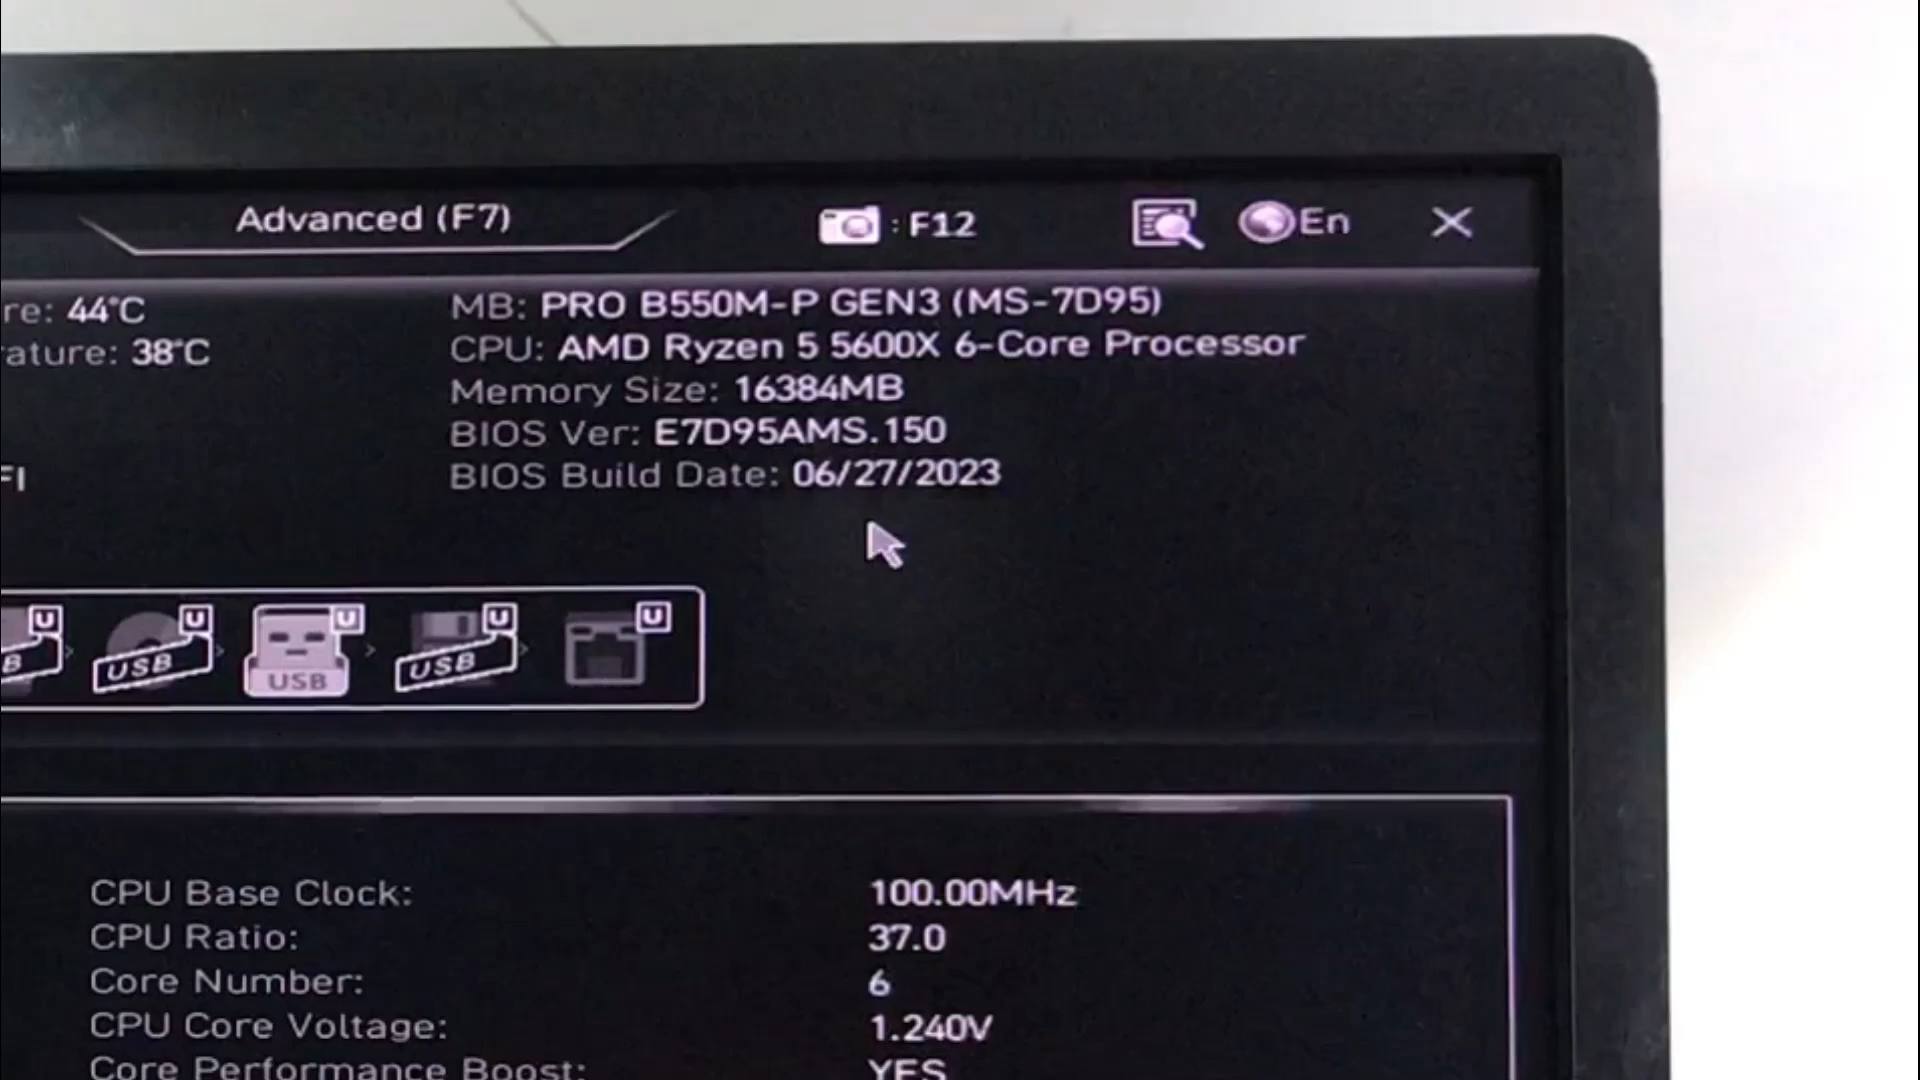 Advanced (F7)
: F12
En
re: 44°C
rature: 38°C
MB: PRO B550M-P GEN3 (MS-7D95)
CPU: AMD Ryzen 5 5600X 6-Core Processor
Memory Size: 16384MB
BIOS Ver: E7D95AMS.150
BIOS Build Date: 06/27/2023
FI
U
U
U
U
U
B
USB
USB
USB
CPU Base Clock: 100.00MHz
CPU Ratio: 37.0
Core Number: 6
CPU Core Voltage: 1.240V
Core Performance Boost: YES